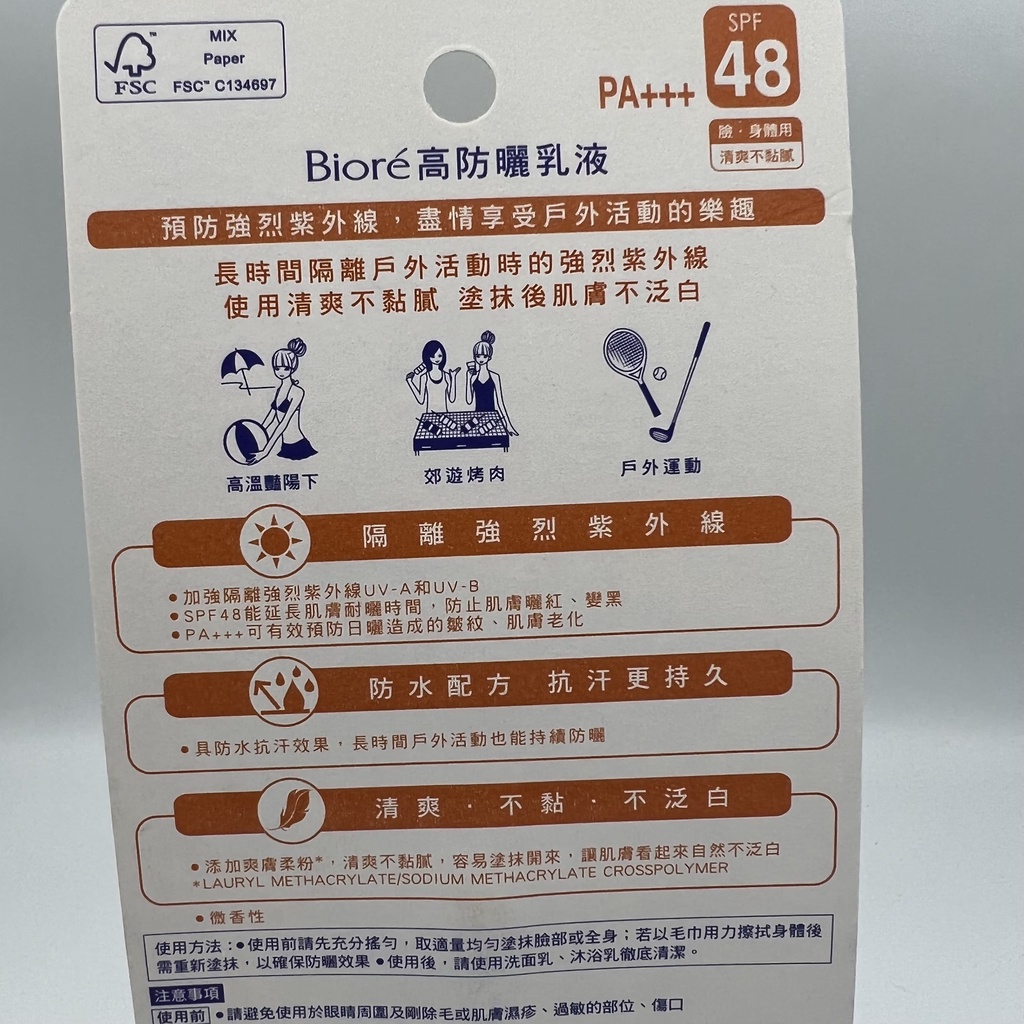 FSC
MIX
Paper
FSC™ C134697
PA+++
SPF
48
臉・身體用
清爽不黏膩
Bioré高防曬乳液
預防強烈紫外線，盡情享受戶外活動的樂趣
長時間隔離戶外活動時的強烈紫外線
使用清爽不黏膩 塗抹後肌膚不泛白
高溫豔陽下
郊遊烤肉
戶外運動
隔離強烈紫外線
●加強隔離強烈紫外線UV-A和UV-B
●SPF48能延長肌膚耐曬時間，防止肌膚曬紅、變黑
●PA+++可有效預防日曬造成的皺紋、肌膚老化
防水配方 抗汗更持久
●具防水抗汗效果，長時間戶外活動也能持續防曬
清爽・不黏・不泛白
●添加爽膚柔粉*，清爽不黏膩，容易塗抹開來，讓肌膚看起來自然不泛白
*LAURYL METHACRYLATE/SODIUM METHACRYLATE CROSSPOLYMER
●微香性
使用方法：●使用前請先充分搖勻，取適量均勻塗抹臉部或全身；若以毛巾用力擦拭身體後
需重新塗抹，以確保防曬效果 ●使用後，請使用洗面乳、沐浴乳徹底清潔。
注意事項
使用前 ●請避免使用於眼睛周圍及剛除毛或肌膚濕疹、過敏的部位、傷口